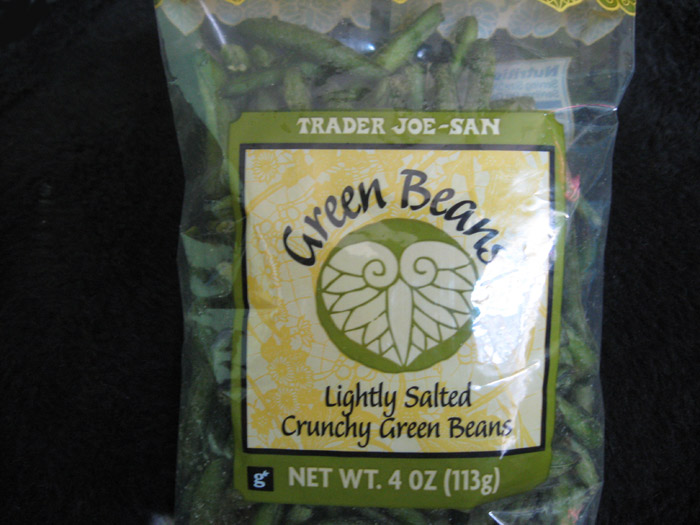 TRADER JOE-SAN
Green Beans
Lightly Salted
Crunchy Green Beans
g
NET WT. 4 OZ (113g)